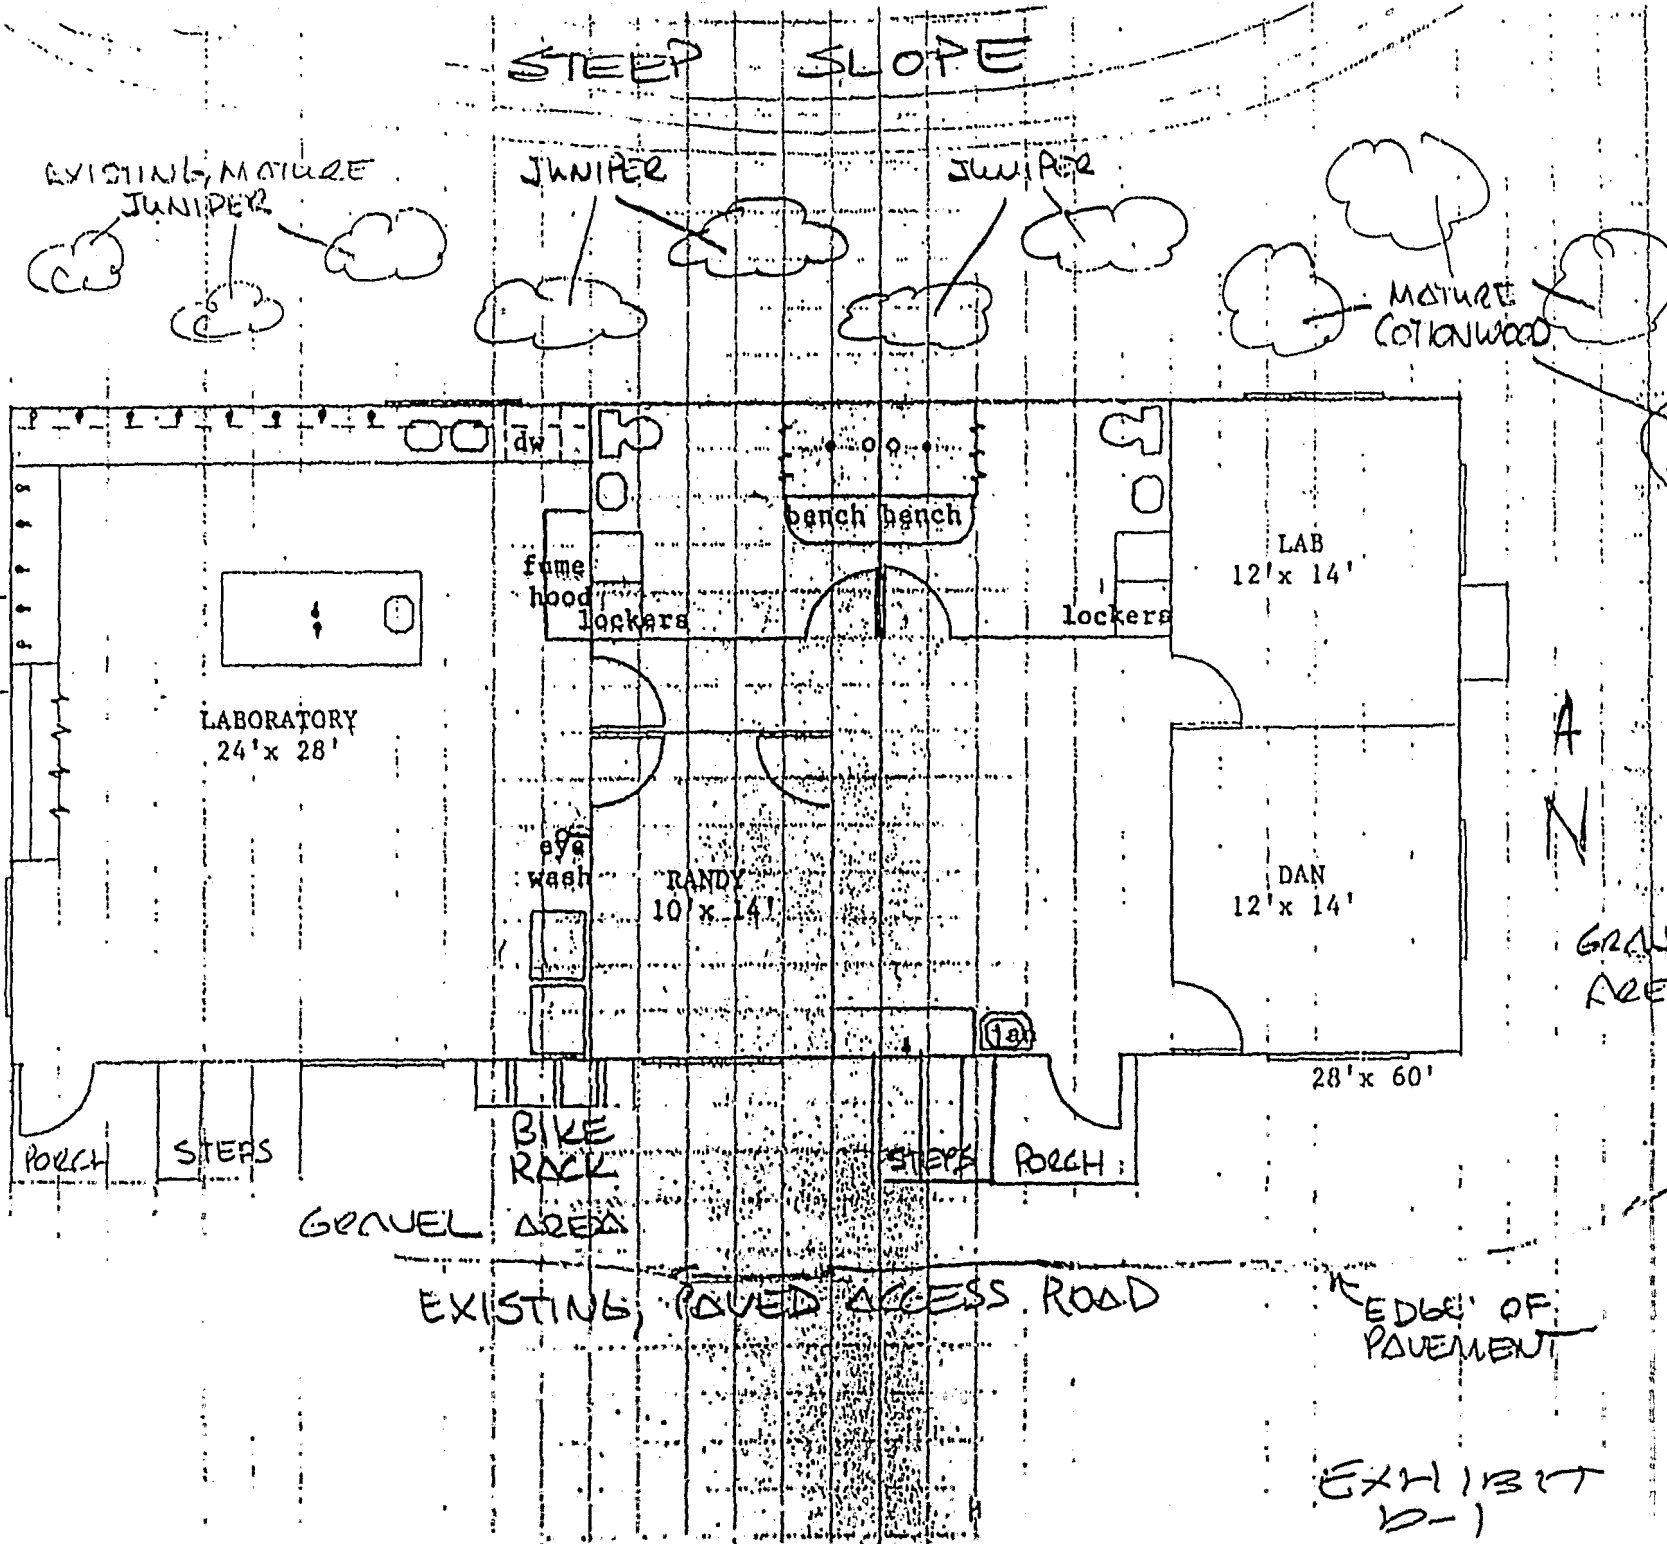 STEEP SLOPE
EXISTING, MATURE
JUNIPER
JUNIPER
JUNIPER
MATURE
COTTONWOOD
dw
bench bench
fume
hood
lockers
lockers
LAB
12'x 14'
LABORATORY
24'x 28'
N
eye
wash
RANDY
10'x 14'
DAN
12'x 14'
ARE
28'x 60'
PORCH
STEPS
BIKE
RACK
STEPS
PORCH
GRAVEL AREA
EXISTING, PAVED ACCESS ROAD
EDGE OF
PAVEMENT
EXHIBIT
D-1